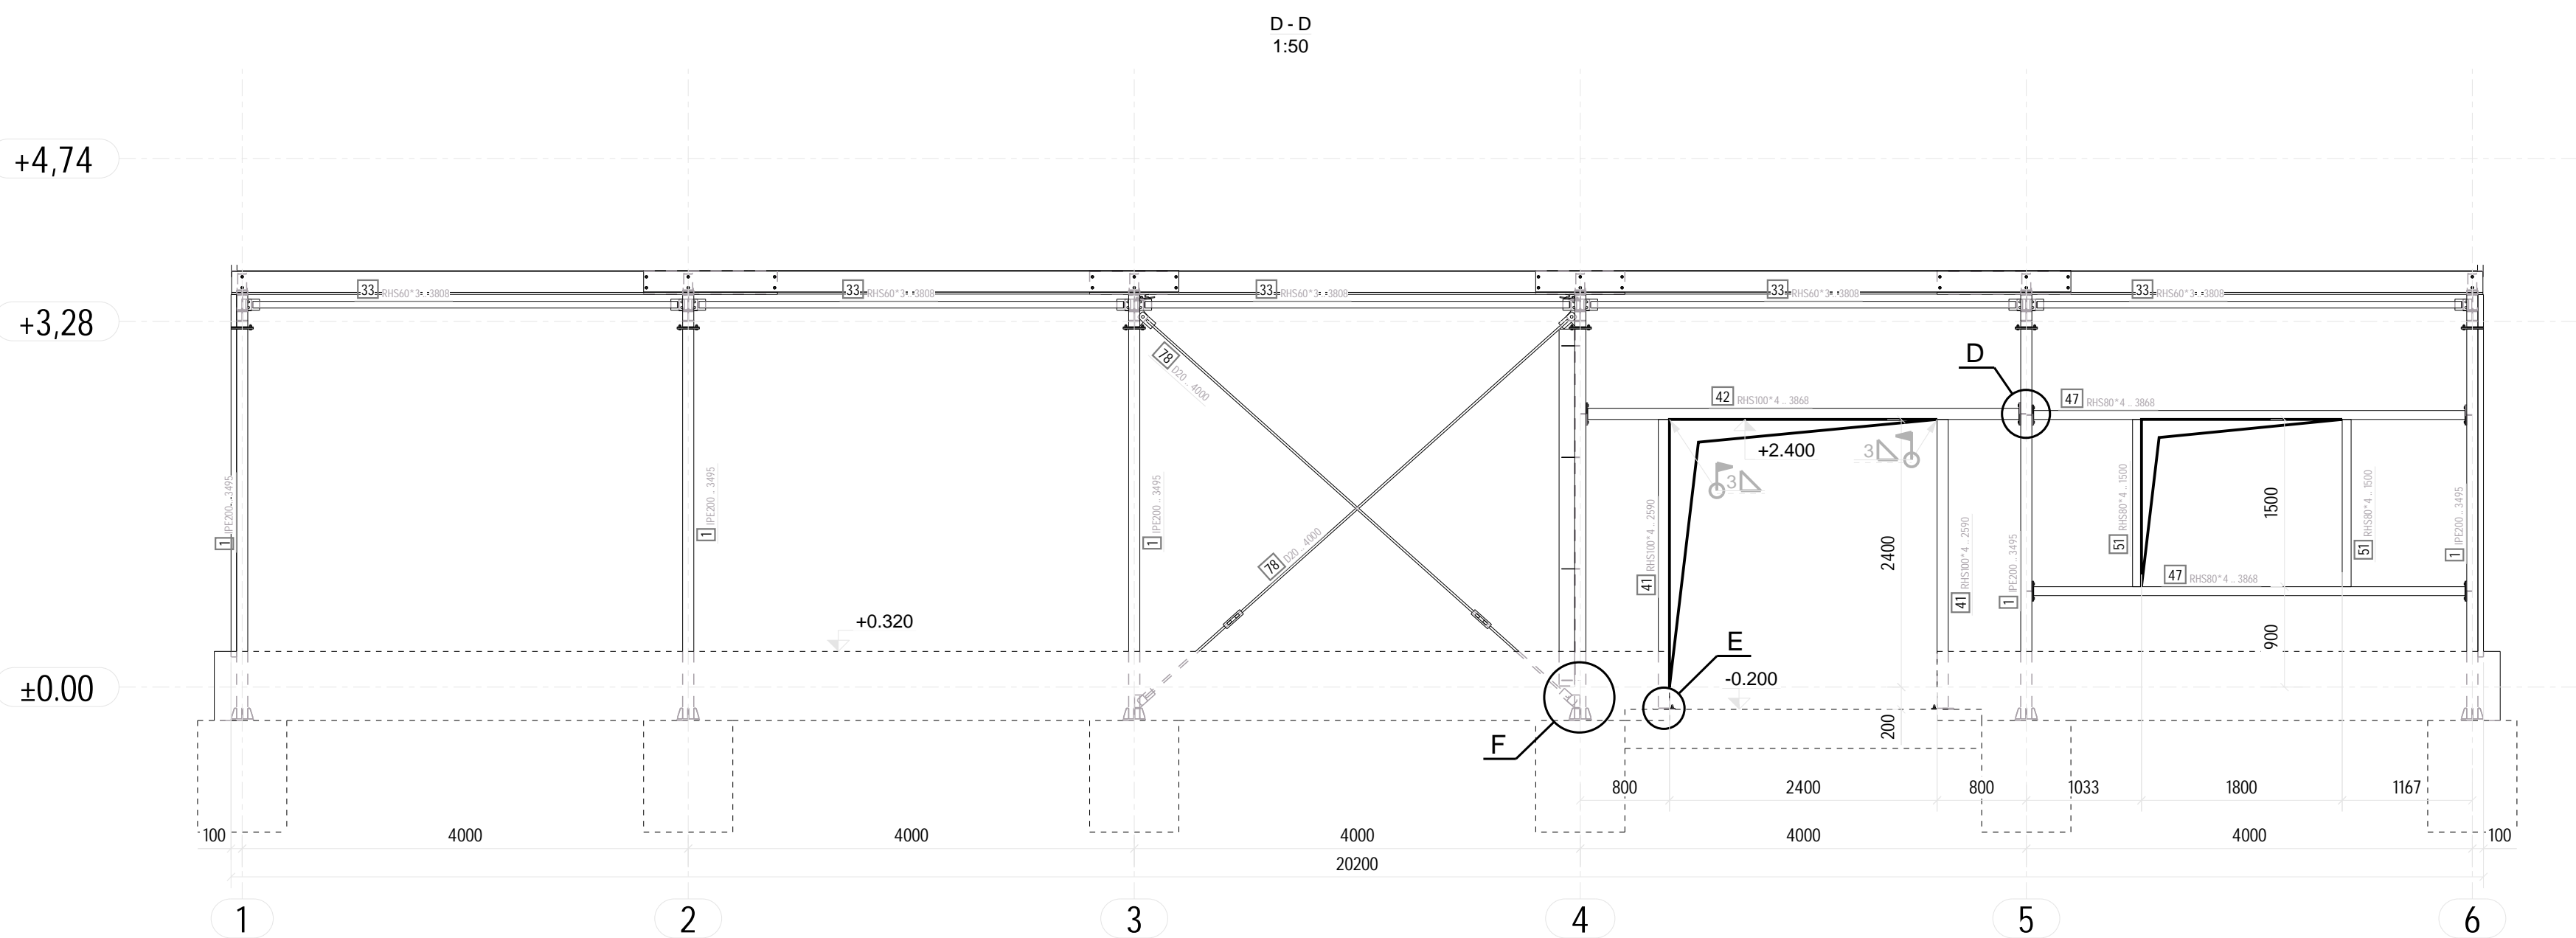 D - D
1:50
+4,74
+3,28
±0.00
33 RHS60*3 .. 3808
33 RHS60*3 .. 3808
33 RHS60*3 .. 3808
33 RHS60*3 .. 3808
33 RHS60*3 .. 3808
78 D20 .. 4000
78 D20 .. 4000
D
42 RHS100*4 .. 3868
47 RHS80*4 .. 3868
+2.400
3
3
1 IPE200 .. 3495
1 IPE200 .. 3495
1 IPE200 .. 3495
41 RHS100*4 .. 2590
2400
41 RHS100*4 .. 2590
1 IPE200 .. 3495
51 RHS80*4 .. 1500
1500
51 RHS80*4 .. 1500
1 IPE200 .. 3495
47 RHS80*4 .. 3868
+0.320
E
900
-0.200
200
F
800 2400 800 1033 1800 1167
100 4000 4000 4000 4000 4000 100
20200
1 2 3 4 5 6